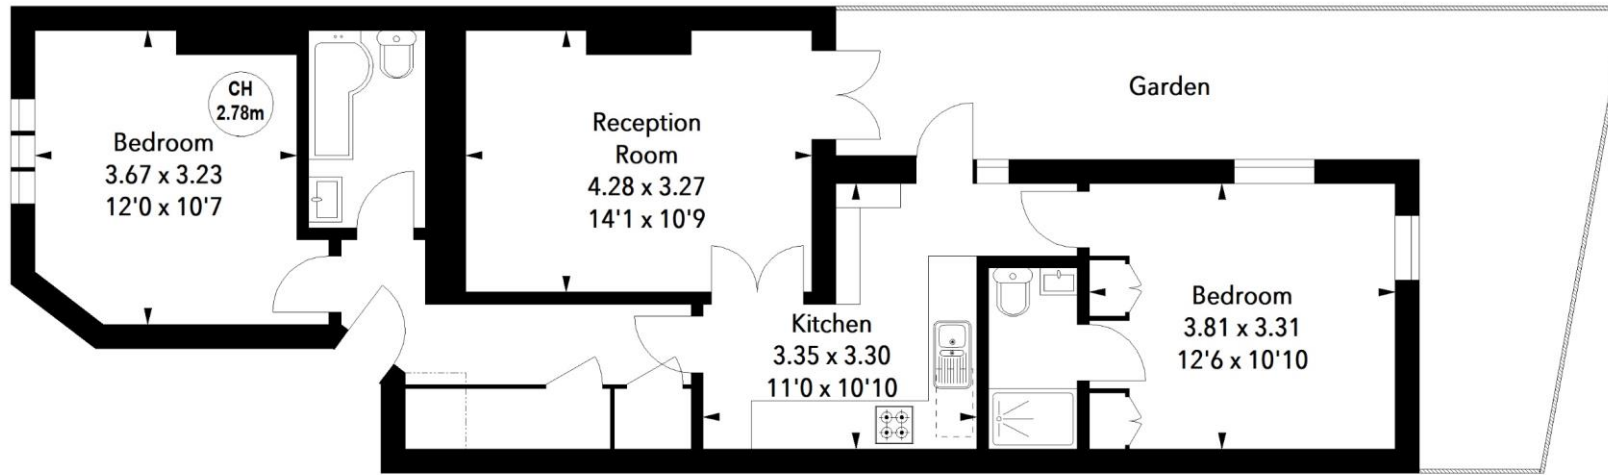 CH
2.78m
Bedroom
3.67 x 3.23
12'0 x 10'7
Reception
Room
4.28 x 3.27
14'1 x 10'9
Garden
Kitchen
3.35 x 3.30
11'0 x 10'10
Bedroom
3.81 x 3.31
12'6 x 10'10